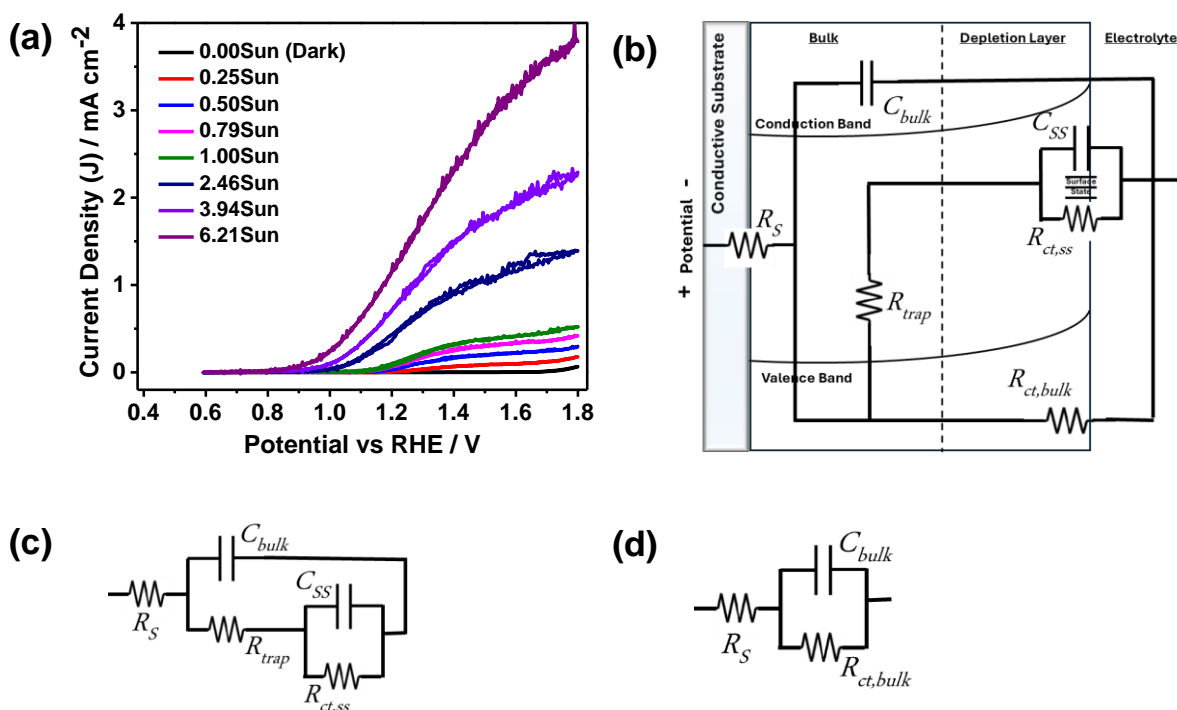 (a)
Current Density (J) / mA cm-2
4
3
2
1
0
0.00Sun (Dark)
0.25Sun
0.50Sun
0.79Sun
1.00Sun
2.46Sun
3.94Sun
6.21Sun
0.4 0.6 0.8 1.0 1.2 1.4 1.6 1.8
Potential vs RHE / V
(b)
+ Potential -
Conductive Substrate
Bulk
Depletion Layer
Electrolyte
Cbulk
Conduction Band
CSS
Surface
State
RS
Rct,ss
Rtrap
Valence Band
Rct,bulk
(c)
Cbulk
CSS
RS
Rtrap
Rct,ss
(d)
Cbulk
RS
Rct,bulk